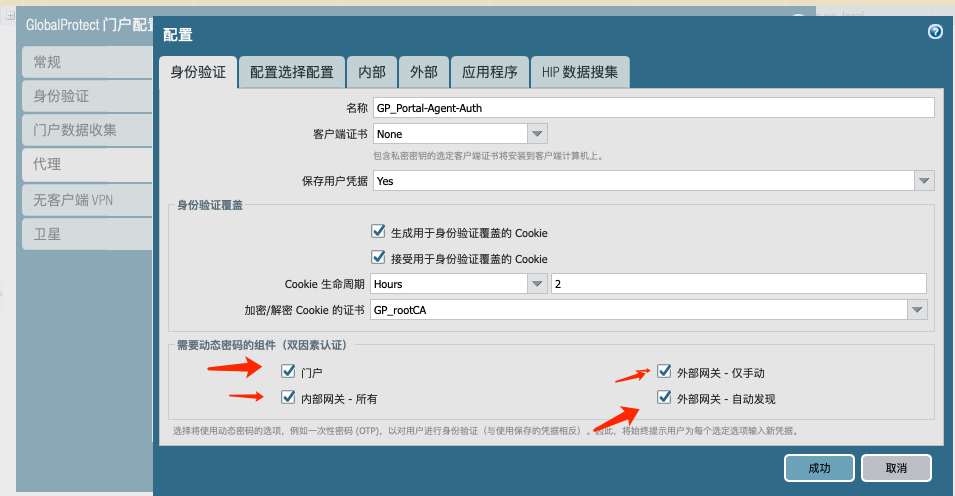 GlobalProtect 门户配
配置
常规
身份验证
门户数据收集
代理
无客户端 VPN
卫星
身份验证 配置选择配置 内部 外部 应用程序 HIP 数据搜集
名称 GP_Portal-Agent-Auth
客户端证书 None
包含私密密钥的选定客户端证书将安装到客户端计算机上。
保存用户凭据 Yes
身份验证覆盖
生成用于身份验证覆盖的 Cookie
接受用于身份验证覆盖的 Cookie
Cookie 生命周期 Hours 2
加密/解密 Cookie 的证书 GP_rootCA
需要动态密码的组件（双因素认证）
门户 外部网关 - 仅手动
内部网关 - 所有 外部网关 - 自动发现
选择将使用动态密码的选项，例如一次性密码 (OTP)，以对用户进行身份验证（与使用保存的凭据相反）。因此，将始终提示用户为每个选定选项输入新凭据。
成功 取消